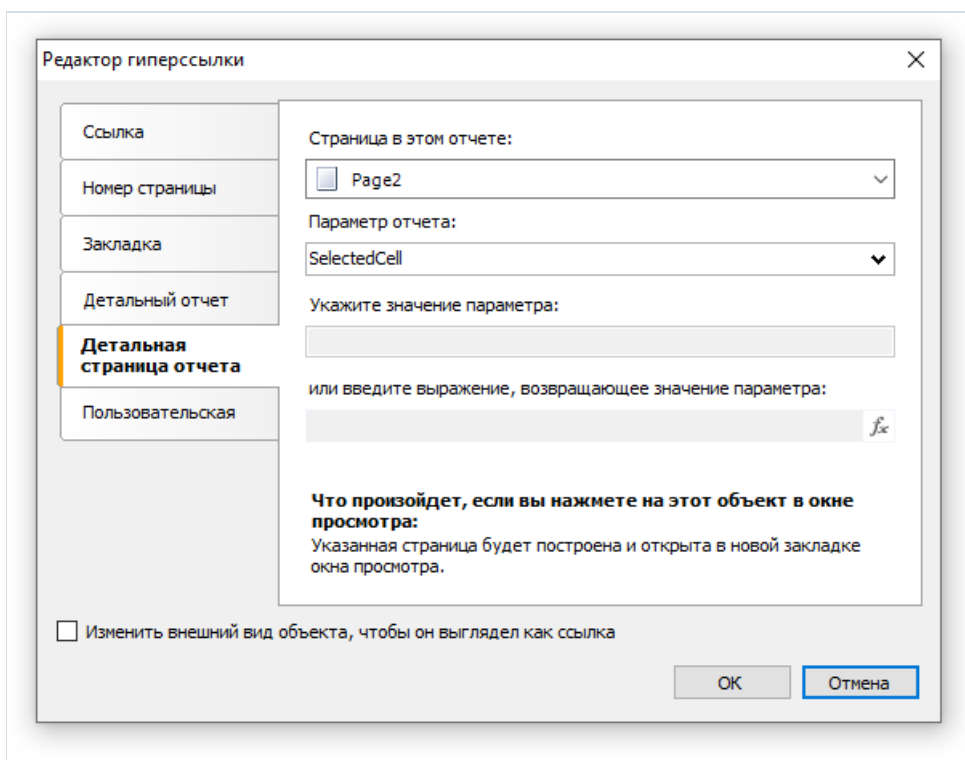 Редактор гиперссылки
Ссылка
Номер страницы
Закладка
Детальный отчет
Детальная
страница отчета
Пользовательская
Страница в этом отчете:
Page2
Параметр отчета:
SelectedCell
Укажите значение параметра:
или введите выражение, возвращающее значение параметра:
fx
Что произойдет, если вы нажмете на этот объект в окне
просмотра:
Указанная страница будет построена и открыта в новой закладке
окна просмотра.
Изменить внешний вид объекта, чтобы он выглядел как ссылка
ОК
Отмена